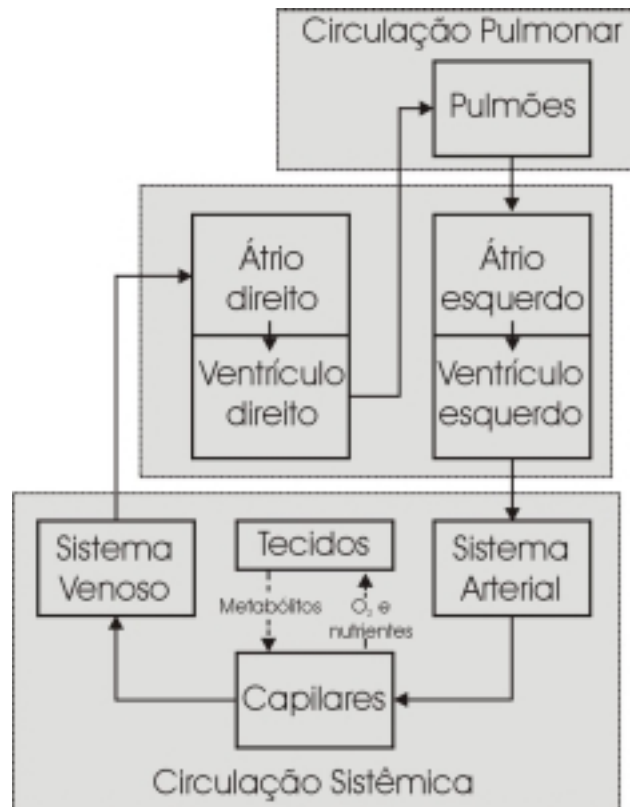 Circulação Pulmonar
Pulmões
Átrio
direito
Átrio
esquerdo
Ventrículo
direito
Ventrículo
esquerdo
Sistema
Venoso
Tecidos
Sistema
Arterial
Metabólitos
O₂ e
nutrientes
Capilares
Circulação Sistêmica